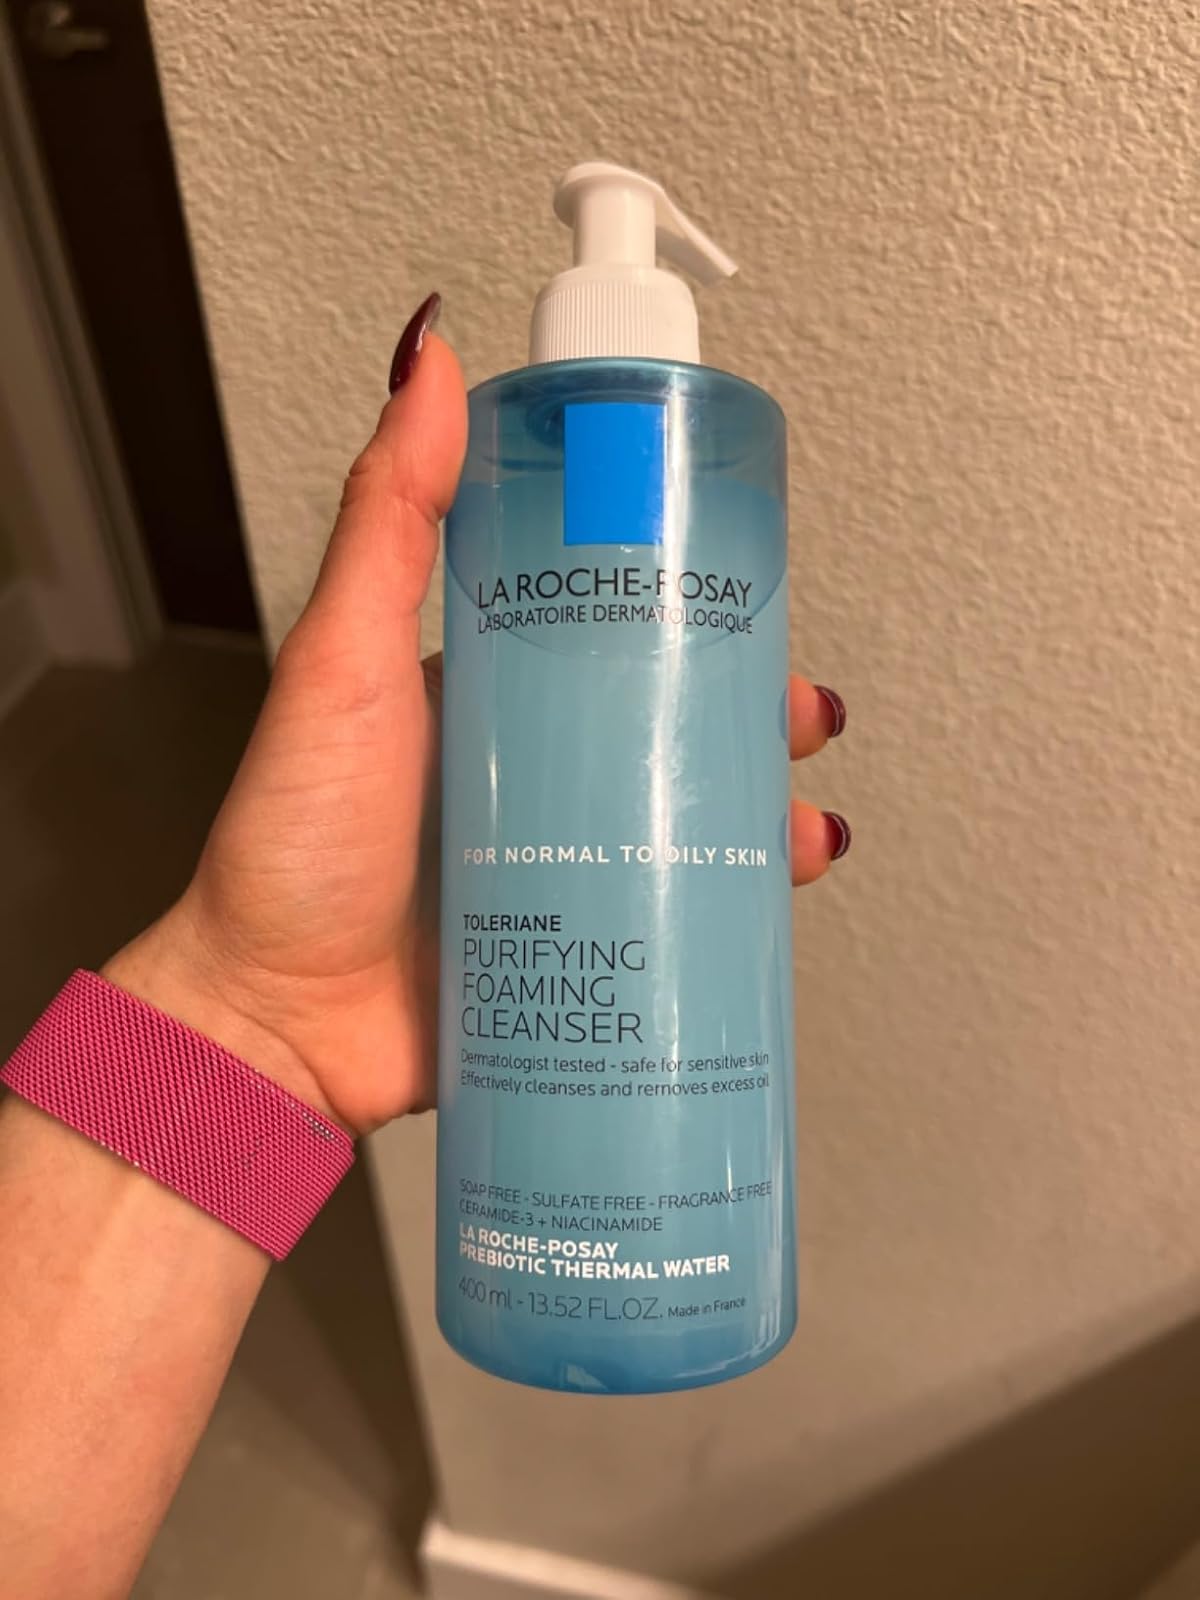 LA ROCHE-POSAY
LABORATOIRE DERMATOLOGIQUE
FOR NORMAL TO OILY SKIN
TOLERIANE
PURIFYING
FOAMING
CLEANSER
Dermatologist tested - safe for sensitive skin
Effectively cleanses and removes excess oil
SOAP FREE - SULFATE FREE - FRAGRANCE FREE
CERAMIDE-3 + NIACINAMIDE
LA ROCHE-POSAY
PREBIOTIC THERMAL WATER
400 ml - 13.52 FL.OZ. Made in France